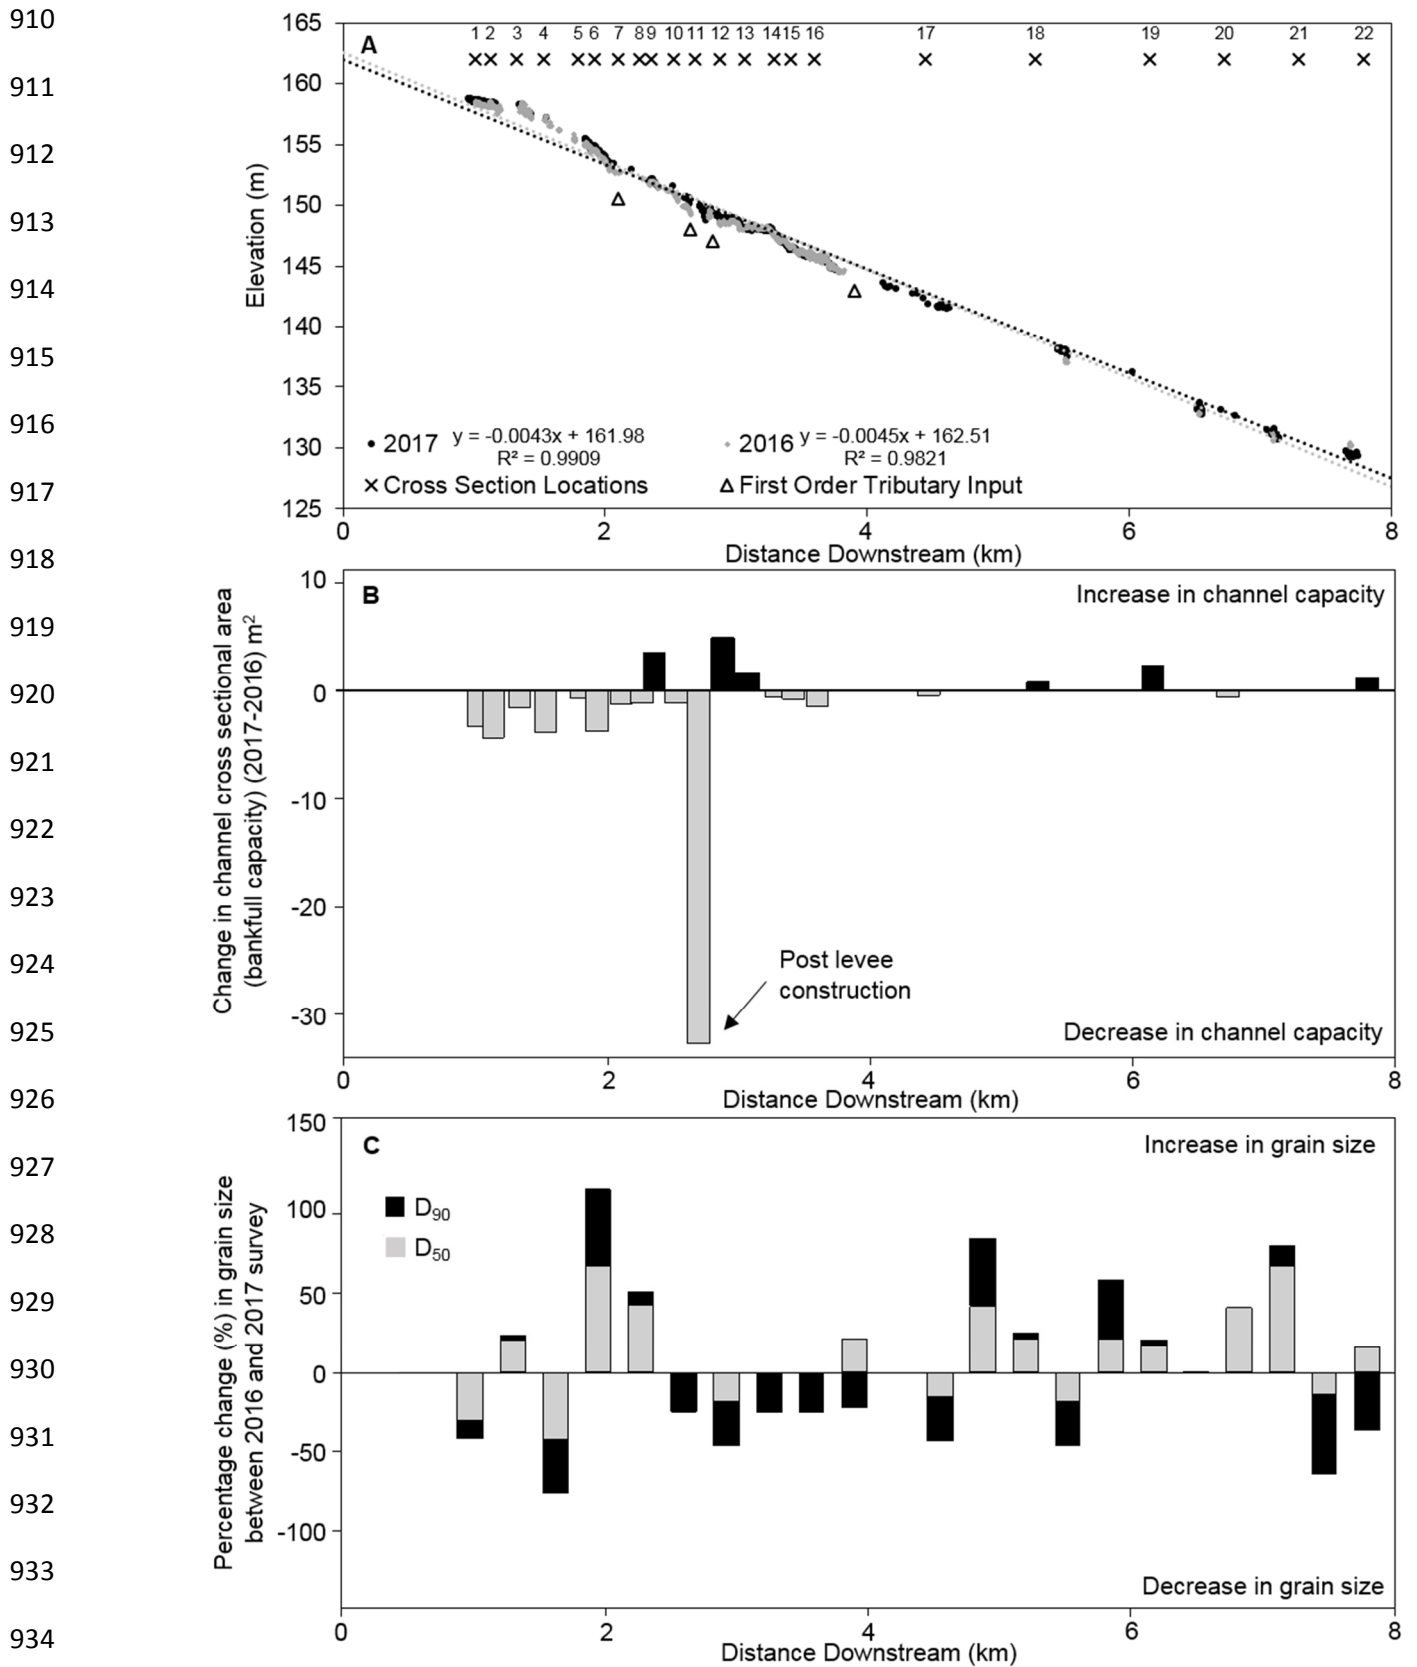 910
911
912
913
914
915
916
917
918
919
920
921
922
923
924
925
926
927
928
929
930
931
932
933
934
A
1 2 3 4 5 6 7 8 9 10 11 12 13 14 15 16 17 18 19 20 21 22
165
160
155
150
145
140
135
130
125
Elevation (m)
2017 y = -0.0043x + 161.98
R² = 0.9909
2016 y = -0.0045x + 162.51
R² = 0.9821
Cross Section Locations
First Order Tributary Input
0 2 4 6 8
Distance Downstream (km)
B
Increase in channel capacity
10
0
-10
-20
-30
Change in channel cross sectional area
(bankfull capacity) (2017-2016) m²
Post levee
construction
Decrease in channel capacity
0 2 4 6 8
Distance Downstream (km)
C
Increase in grain size
150
100
50
0
-50
-100
Percentage change (%) in grain size
between 2016 and 2017 survey
D₉₀
D₅₀
Decrease in grain size
0 2 4 6 8
Distance Downstream (km)